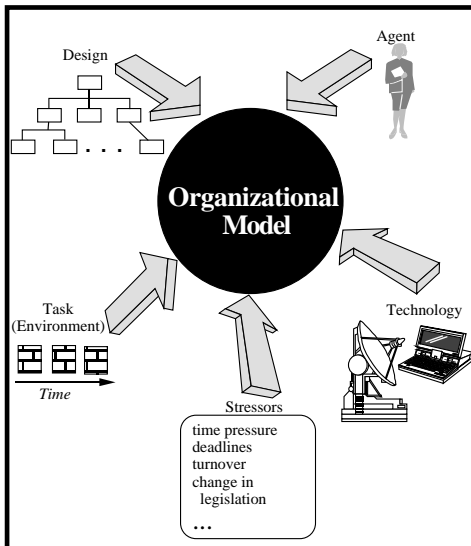 Design
Agent
. . .
Organizational
Model
Task
(Environment)
Time
Technology
Stressors
time pressure
deadlines
turnover
change in
legislation
...